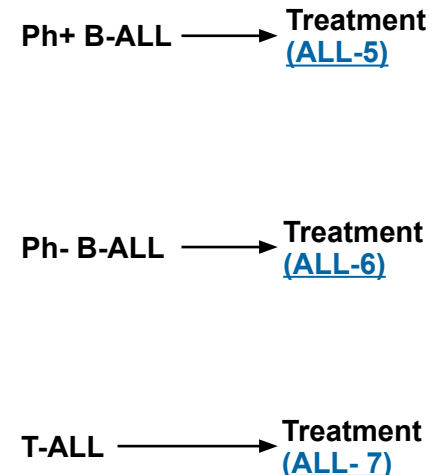 Ph+ B-ALL
Treatment
(ALL-5)
Ph- B-ALL
Treatment
(ALL-6)
T-ALL
Treatment
(ALL- 7)